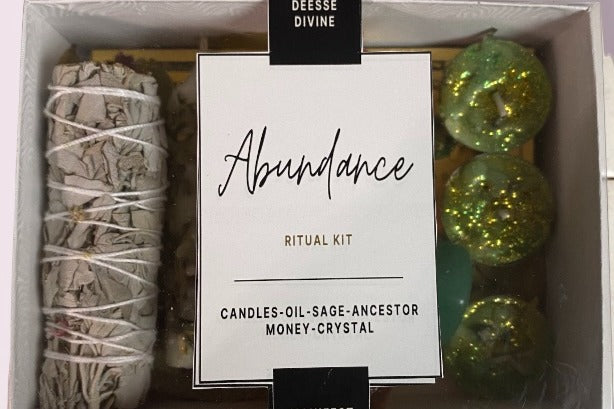 DEESSE
DIVINE
Abundance
RITUAL KIT
CANDLES-OIL-SAGE-ANCESTOR
MONEY-CRYSTAL